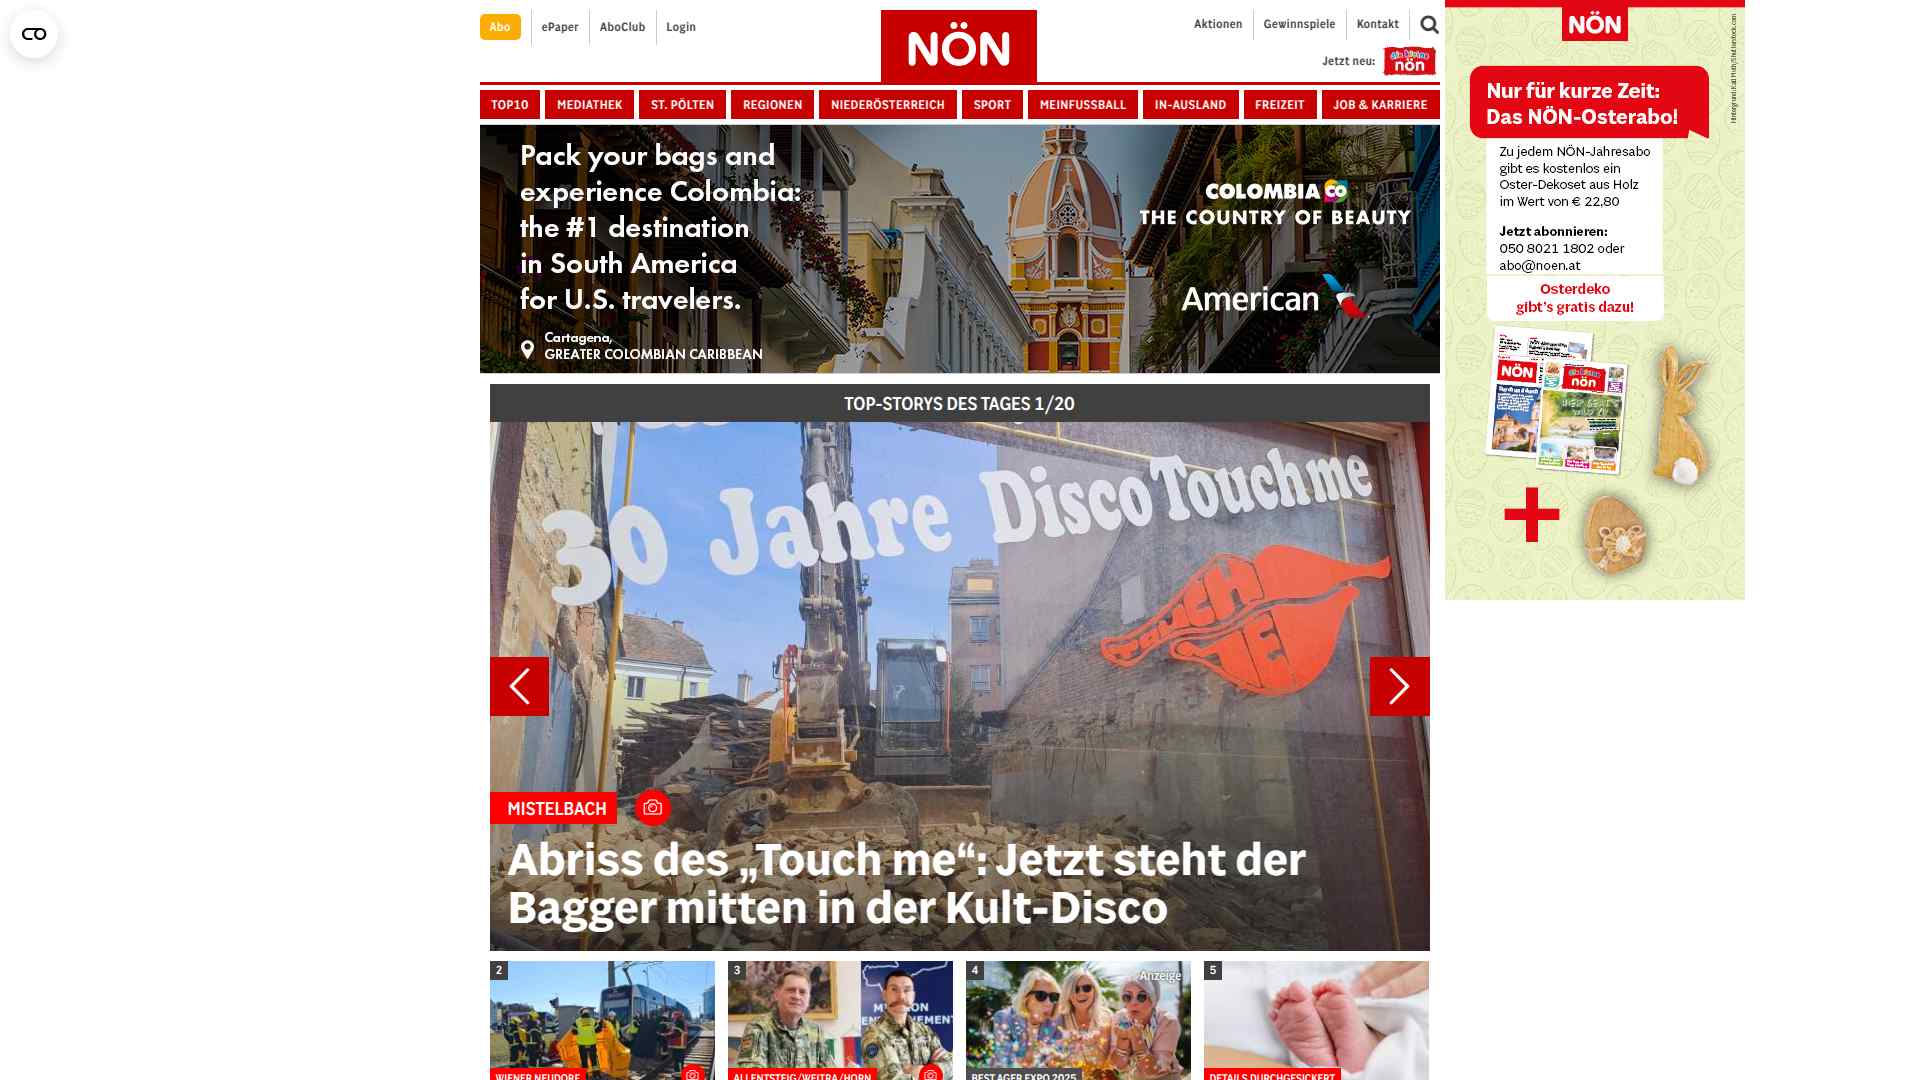 Abo
ePaper
AboClub
Login
NÖN
Aktionen
Gewinnspiele
Kontakt
Jetzt neu:
die kleine
nön
TOP10
MEDIATHEK
ST. PÖLTEN
REGIONEN
NIEDERÖSTERREICH
SPORT
MEINFUSSBALL
IN-AUSLAND
FREIZEIT
JOB & KARRIERE
Pack your bags and
experience Colombia:
the #1 destination
in South America
for U.S. travelers.
Cartagena,
GREATER COLOMBIAN CARIBBEAN
COLOMBIA CO
THE COUNTRY OF BEAUTY
American
TOP-STORYS DES TAGES 1/20
30 Jahre Disco Touchme
TOUCH
ME
MISTELBACH
Abriss des „Touch me“: Jetzt steht der
Bagger mitten in der Kult-Disco
2
WIENER NEUDORF
3
ALLENTSTEIG/WEITRA/HORN
4
Anzeige
BEST AGER EXPO 2025
5
DETAILS DURCHGESICKERT
NÖN
Nur für kurze Zeit:
Das NÖN-Osterabo!
Zu jedem NÖN-Jahresabo
gibt es kostenlos ein
Oster-Dekoset aus Holz
im Wert von € 22,80
Jetzt abonnieren:
050 8021 1802 oder
abo@noen.at
Osterdeko
gibt's gratis dazu!
NÖN
die kleine
nön
+